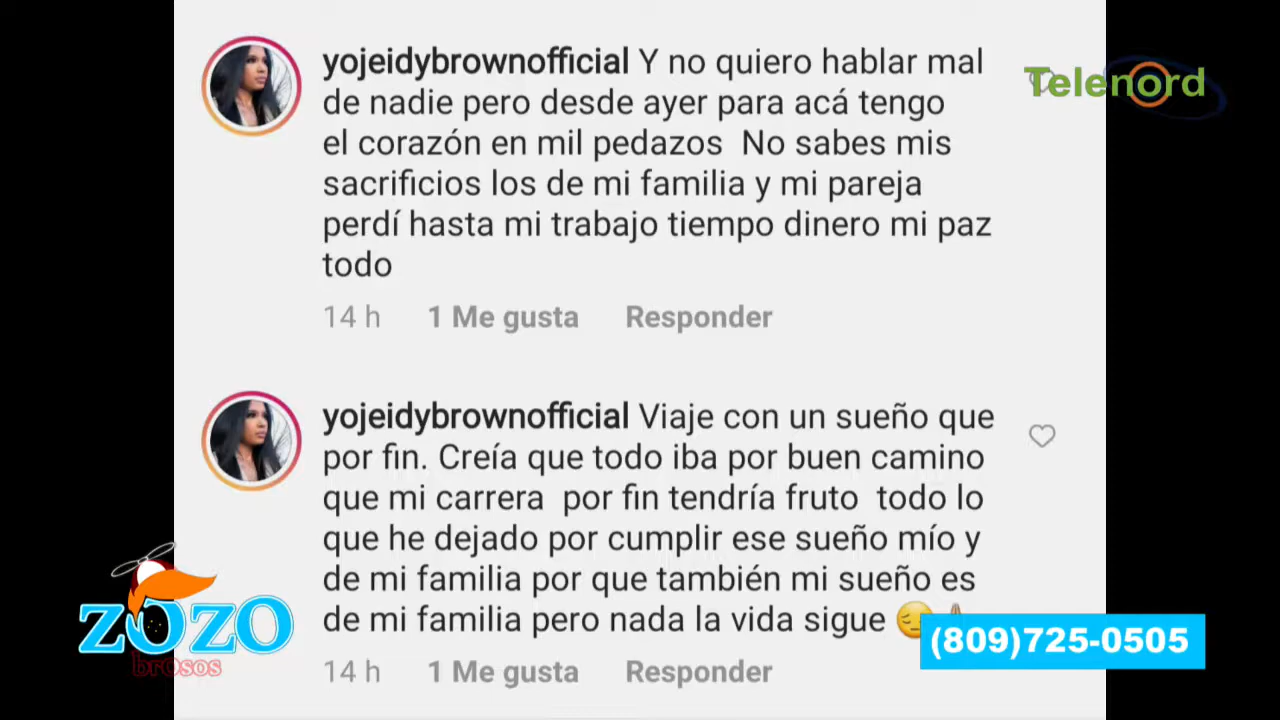 yojeidybrownofficial Y no quiero hablar mal
de nadie pero desde ayer para acá tengo
el corazón en mil pedazos No sabes mis
sacrificios los de mi familia y mi pareja
perdí hasta mi trabajo tiempo dinero mi paz
todo
14 h 1 Me gusta Responder
Telenord
yojeidybrownofficial Viaje con un sueño que
por fin. Creía que todo iba por buen camino
que mi carrera por fin tendría fruto todo lo
que he dejado por cumplir ese sueño mío y
de mi familia por que también mi sueño es
de mi familia pero nada la vida sigue 😔
14 h 1 Me gusta Responder
zozo
brosos
(809)725-0505